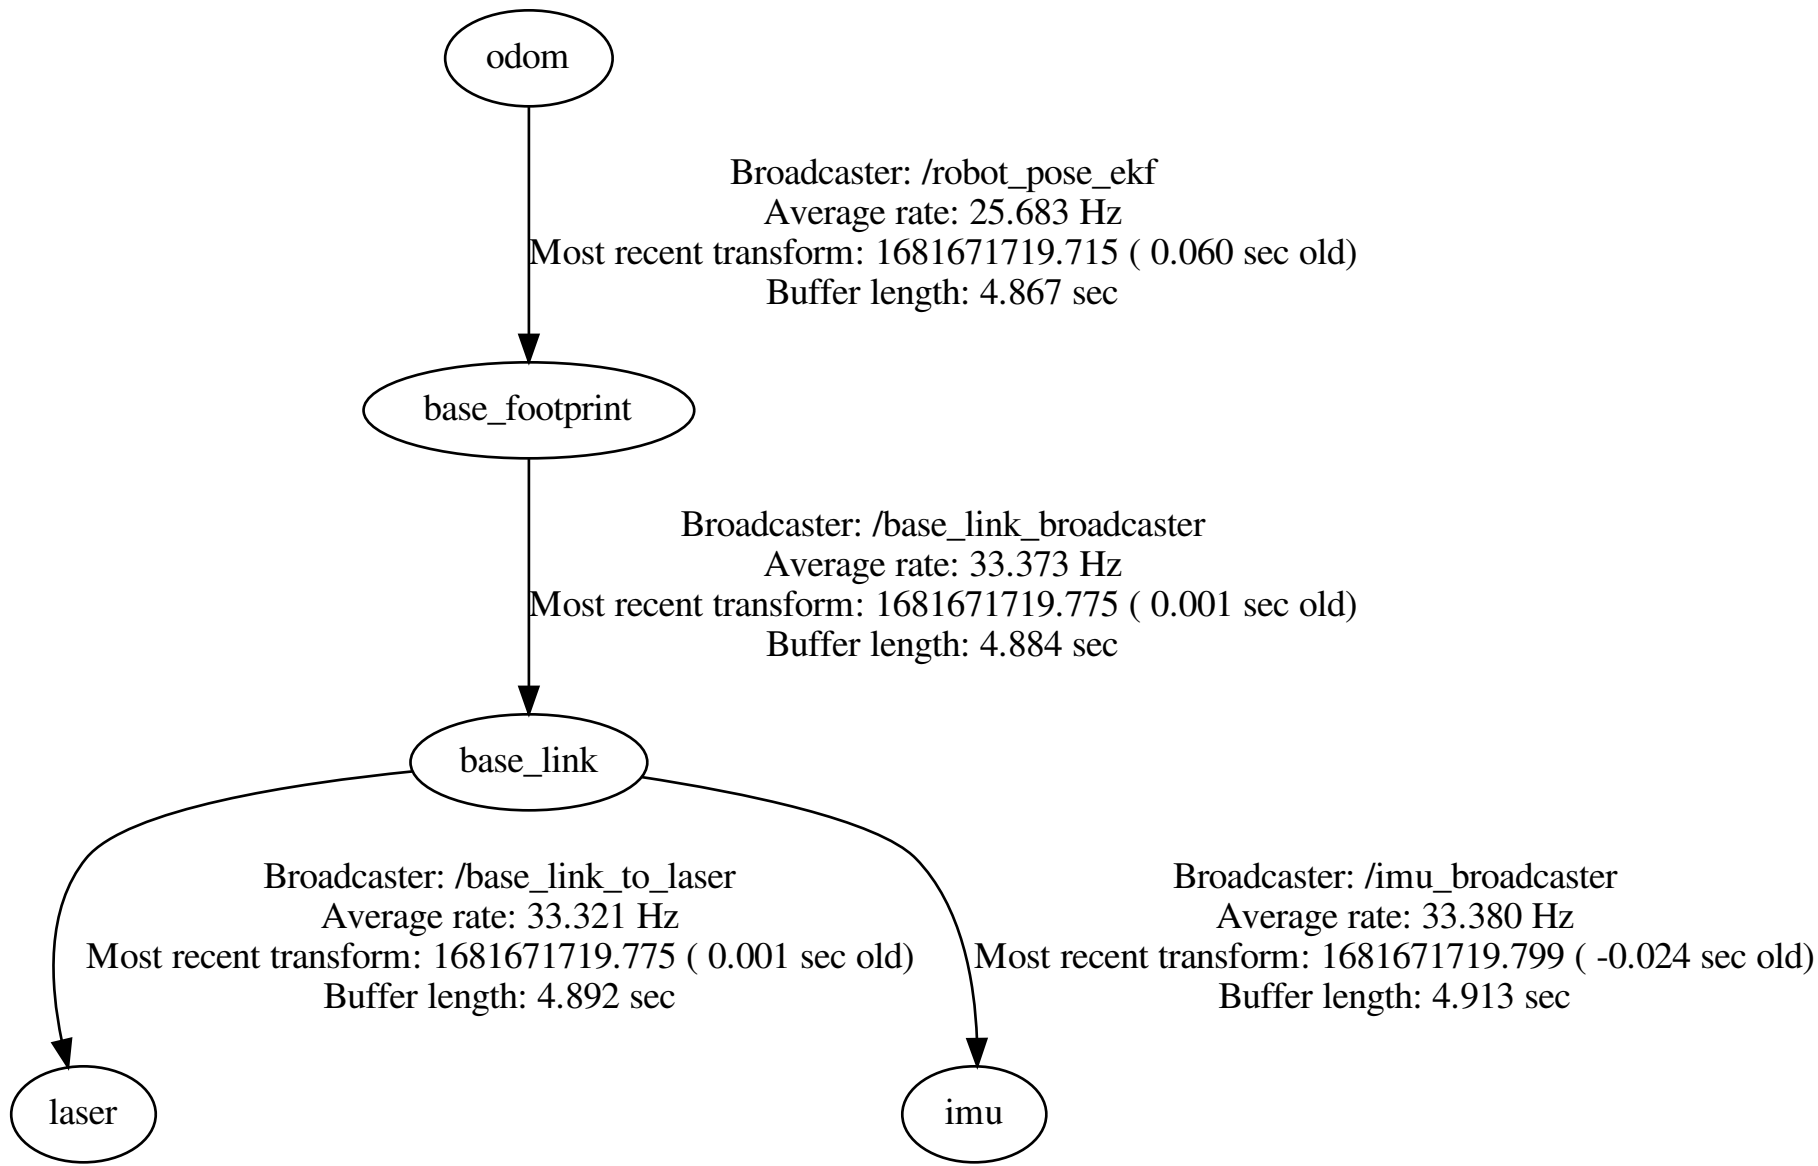 odom
Broadcaster: /robot_pose_ekf
Average rate: 25.683 Hz
Most recent transform: 1681671719.715 ( 0.060 sec old)
Buffer length: 4.867 sec
base_footprint
Broadcaster: /base_link_broadcaster
Average rate: 33.373 Hz
Most recent transform: 1681671719.775 ( 0.001 sec old)
Buffer length: 4.884 sec
base_link
Broadcaster: /base_link_to_laser
Average rate: 33.321 Hz
Most recent transform: 1681671719.775 ( 0.001 sec old)
Buffer length: 4.892 sec
Broadcaster: /imu_broadcaster
Average rate: 33.380 Hz
Most recent transform: 1681671719.799 ( -0.024 sec old)
Buffer length: 4.913 sec
laser
imu